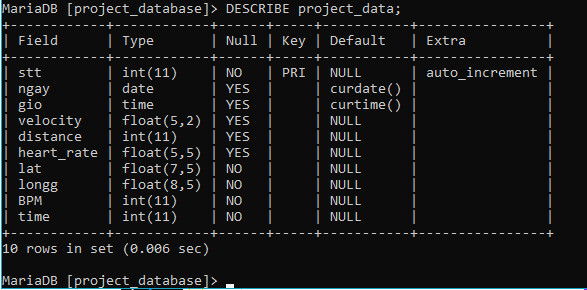 MariaDB [project_database]> DESCRIBE project_data;
+------------+------------+------+-----+-----------+----------------+
| Field      | Type       | Null | Key | Default   | Extra          |
+------------+------------+------+-----+-----------+----------------+
| stt        | int(11)    | NO   | PRI | NULL      | auto_increment |
| ngay       | date       | YES  |     | curdate() |                |
| gio        | time       | YES  |     | curtime() |                |
| velocity   | float(5,2) | YES  |     | NULL      |                |
| distance   | int(11)    | YES  |     | NULL      |                |
| heart_rate | float(5,5) | YES  |     | NULL      |                |
| lat        | float(7,5) | NO   |     | NULL      |                |
| longg      | float(8,5) | NO   |     | NULL      |                |
| BPM        | int(11)    | NO   |     | NULL      |                |
| time       | int(11)    | NO   |     | NULL      |                |
+------------+------------+------+-----+-----------+----------------+
10 rows in set (0.006 sec)
MariaDB [project_database]>